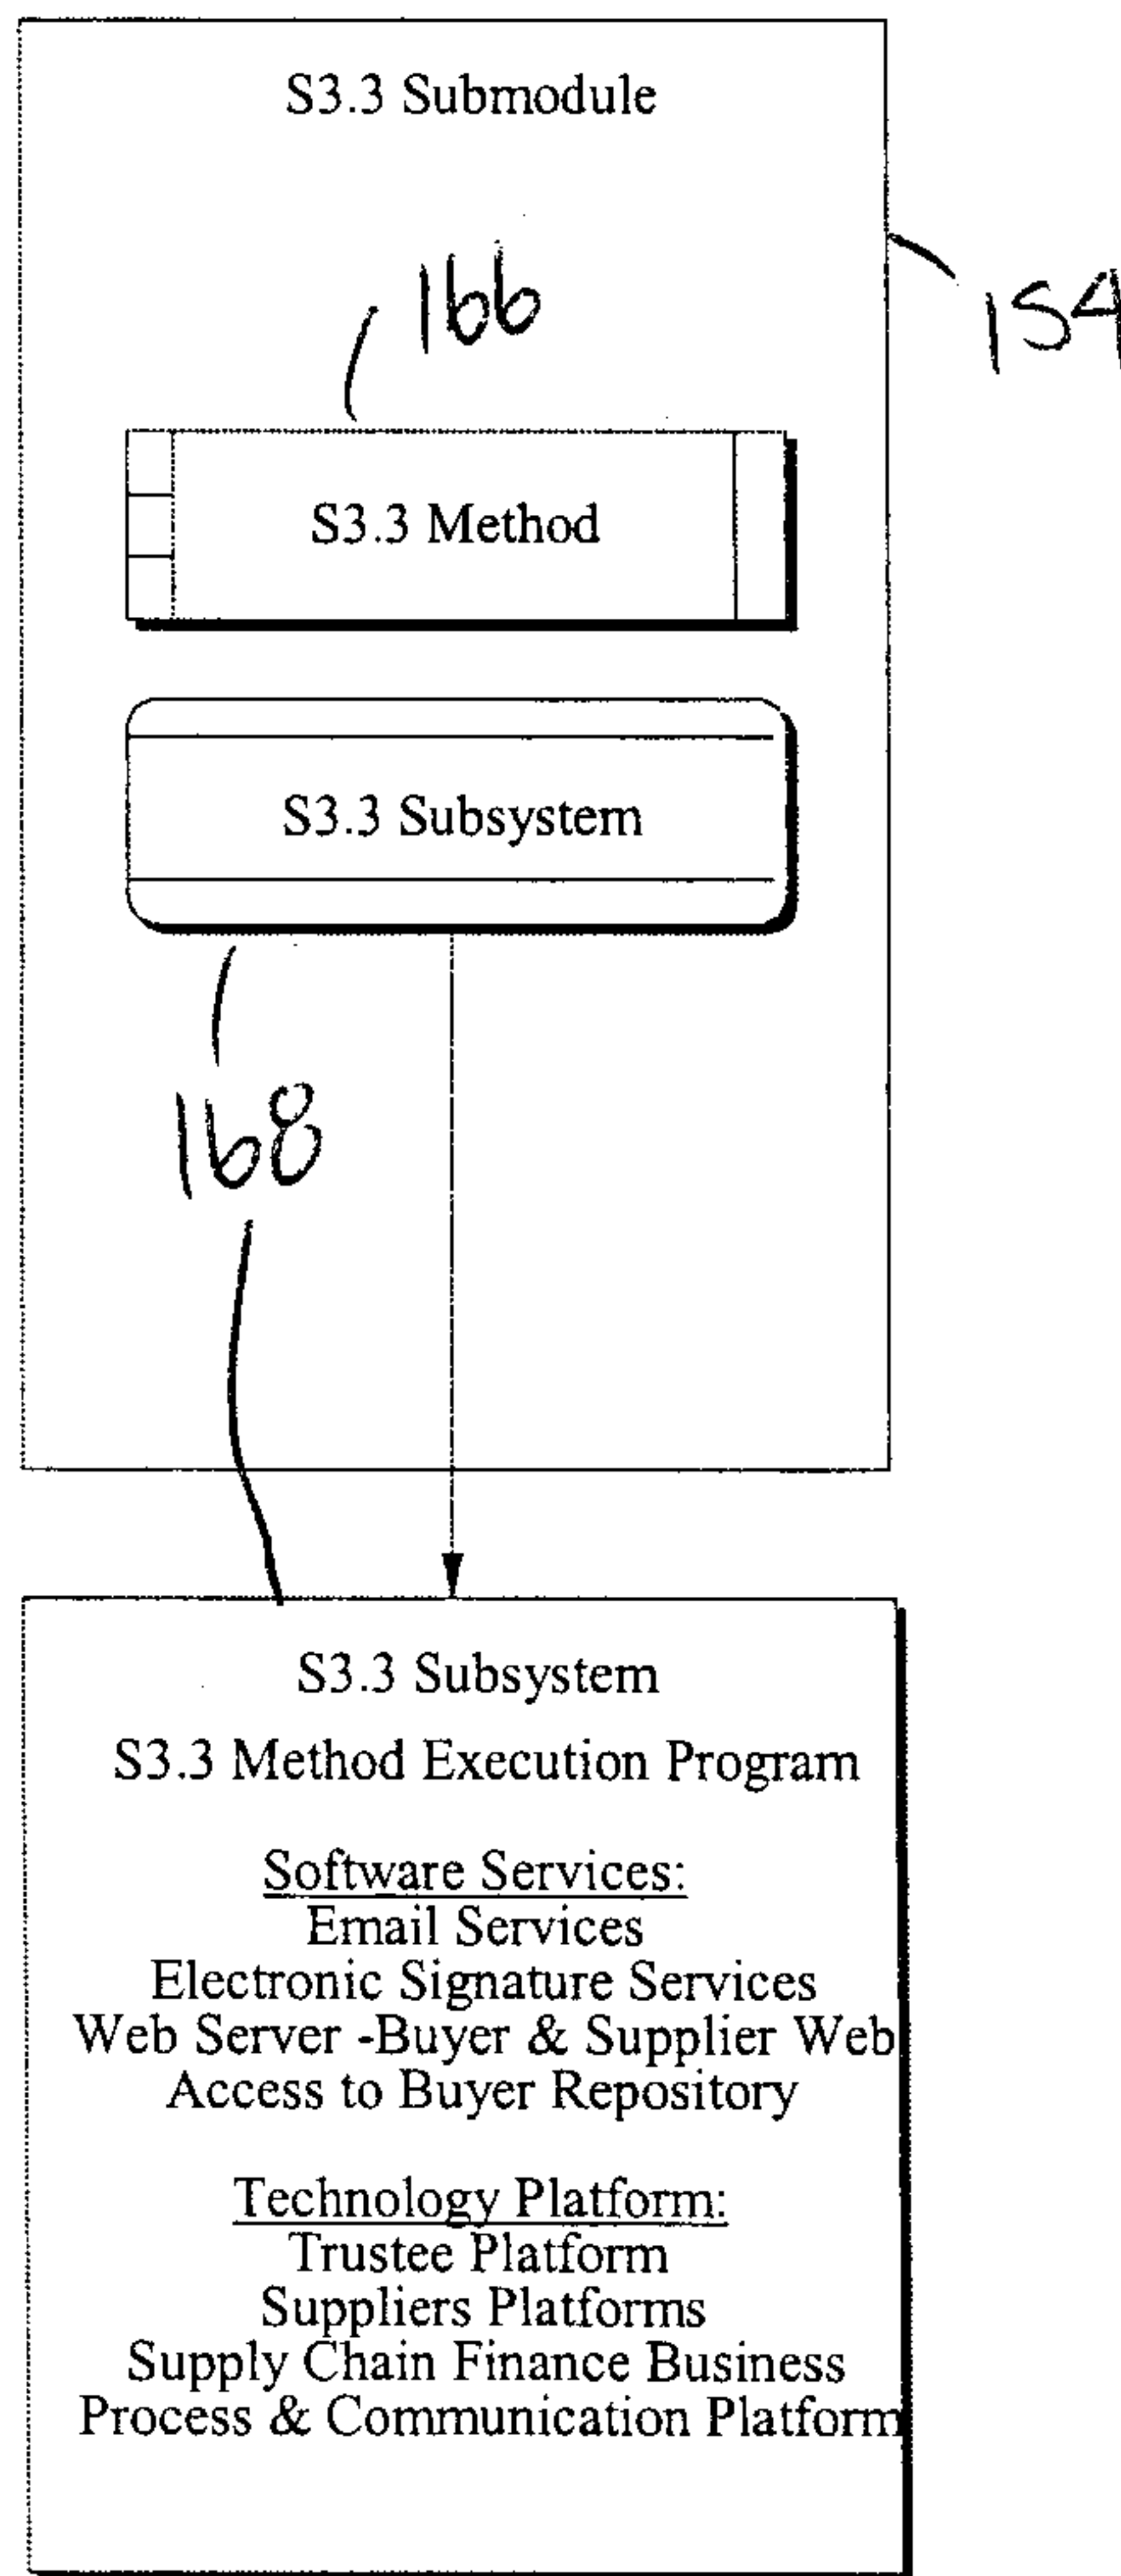 S3.3 Submodule
166
154
S3.3 Method
S3.3 Subsystem
168
S3.3 Subsystem
S3.3 Method Execution Program
Software Services:
Email Services
Electronic Signature Services
Web Server -Buyer & Supplier Web
Access to Buyer Repository
Technology Platform:
Trustee Platform
Suppliers Platforms
Supply Chain Finance Business
Process & Communication Platform